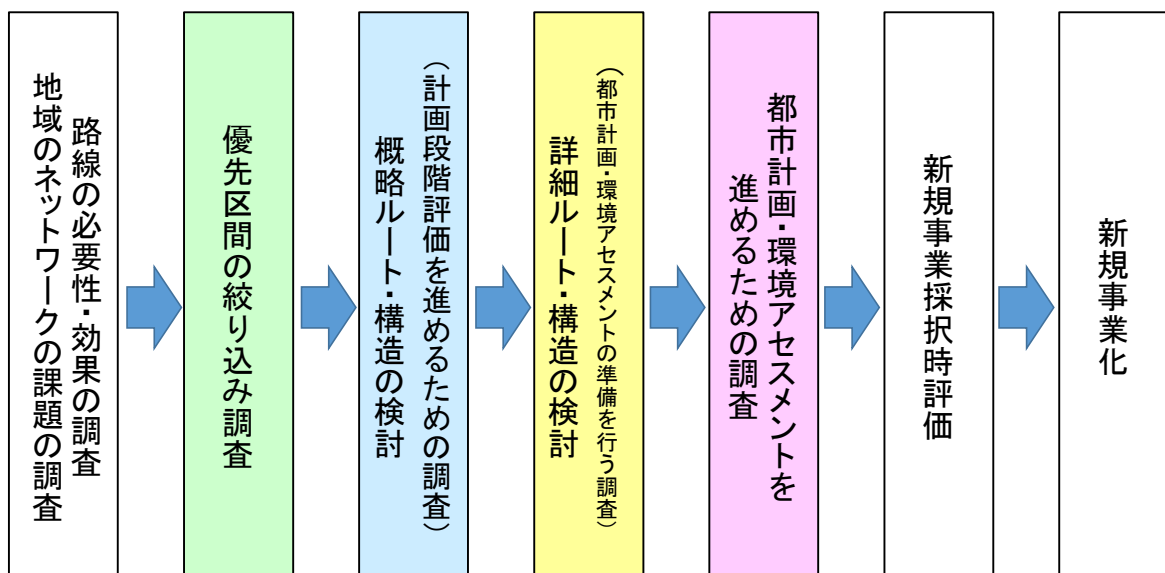 路線の必要性・効果の調査
地域のネットワークの課題の調査
優先区間の絞り込み調査
（計画段階評価を進めるための調査）
概略ルート・構造の検討
（都市計画・環境アセスメントの準備を行う調査）
詳細ルート・構造の検討
都市計画・環境アセスメントを
進めるための調査
新規事業採択時評価
新規事業化